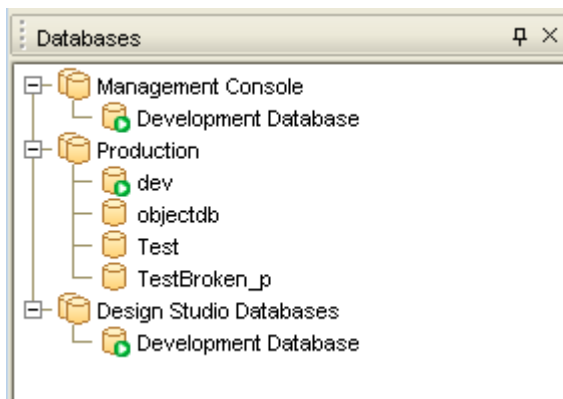 Databases
Management Console
Development Database
Production
dev
objectdb
Test
TestBroken_p
Design Studio Databases
Development Database